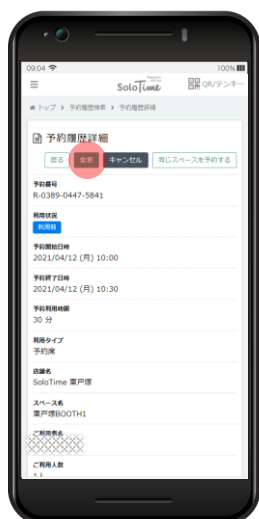 09:04
100%
SoloTime
QR/テンキー
トップ > 予約履歴検索 > 予約履歴詳細
予約履歴詳細
戻る 変更 キャンセル 同じスペースを予約する
予約番号
R-0389-0447-5841
利用状況
利用前
予約開始日時
2021/04/12 (月) 10:00
予約終了日時
2021/04/12 (月) 10:30
予約利用時間
30 分
利用タイプ
予約席
店舗名
SoloTime 東戸塚
スペース名
東戸塚BOOTH1
ご利用者名
ご利用人数
1人